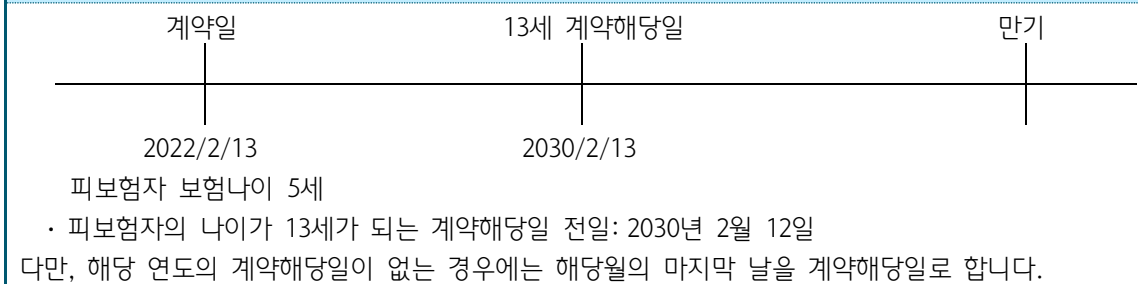 계약일 13세 계약해당일 만기
2022/2/13 2030/2/13
피보험자 보험나이 5세
· 피보험자의 나이가 13세가 되는 계약해당일 전일: 2030년 2월 12일
다만, 해당 연도의 계약해당일이 없는 경우에는 해당월의 마지막 날을 계약해당일로 합니다.